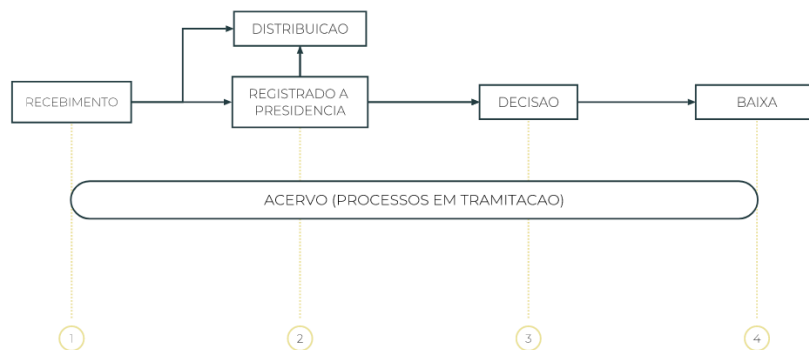 DISTRIBUICAO
RECEBIMENTO
REGISTRADO A
PRESIDENCIA
DECISAO
BAIXA
ACERVO (PROCESSOS EM TRAMITACAO)
1
2
3
4